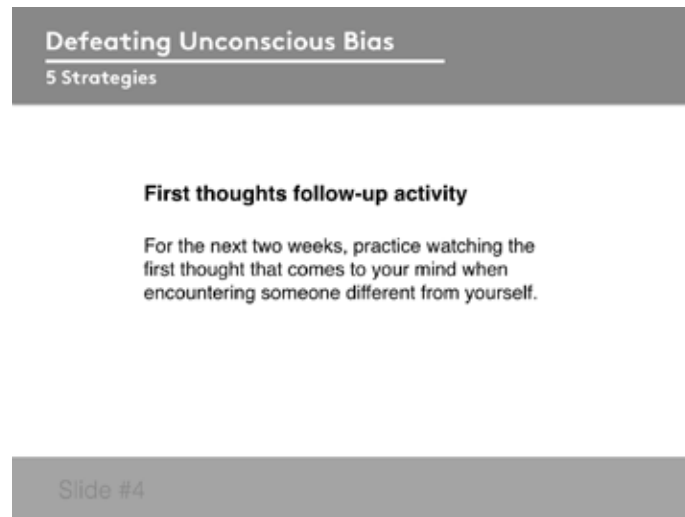 Defeating Unconscious Bias
5 Strategies
First thoughts follow-up activity
For the next two weeks, practice watching the
first thought that comes to your mind when
encountering someone different from yourself.
Slide #4